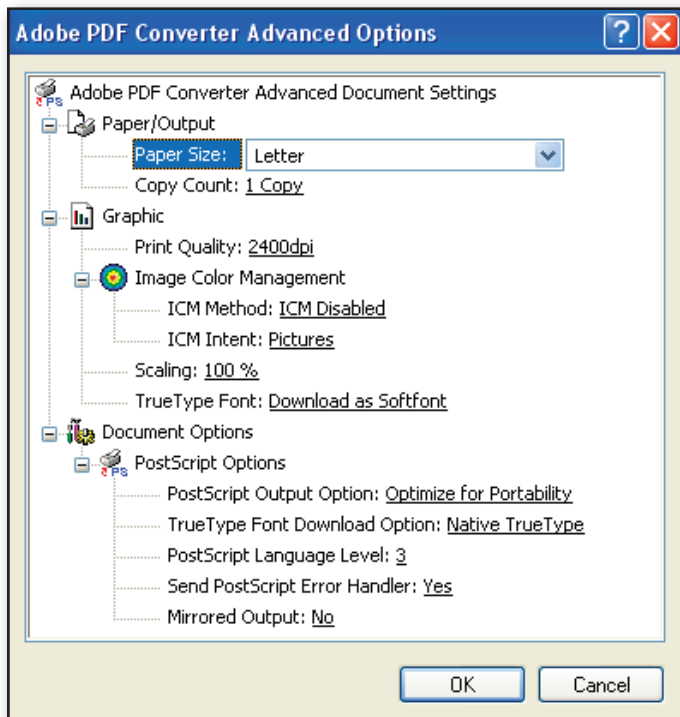 Adobe PDF Converter Advanced Options
Adobe PDF Converter Advanced Document Settings
Paper/Output
Paper Size: Letter
Copy Count: 1 Copy
Graphic
Print Quality: 2400dpi
Image Color Management
ICM Method: ICM Disabled
ICM Intent: Pictures
Scaling: 100 %
TrueType Font: Download as Softfont
Document Options
PostScript Options
PostScript Output Option: Optimize for Portability
TrueType Font Download Option: Native TrueType
PostScript Language Level: 3
Send PostScript Error Handler: Yes
Mirrored Output: No
OK Cancel